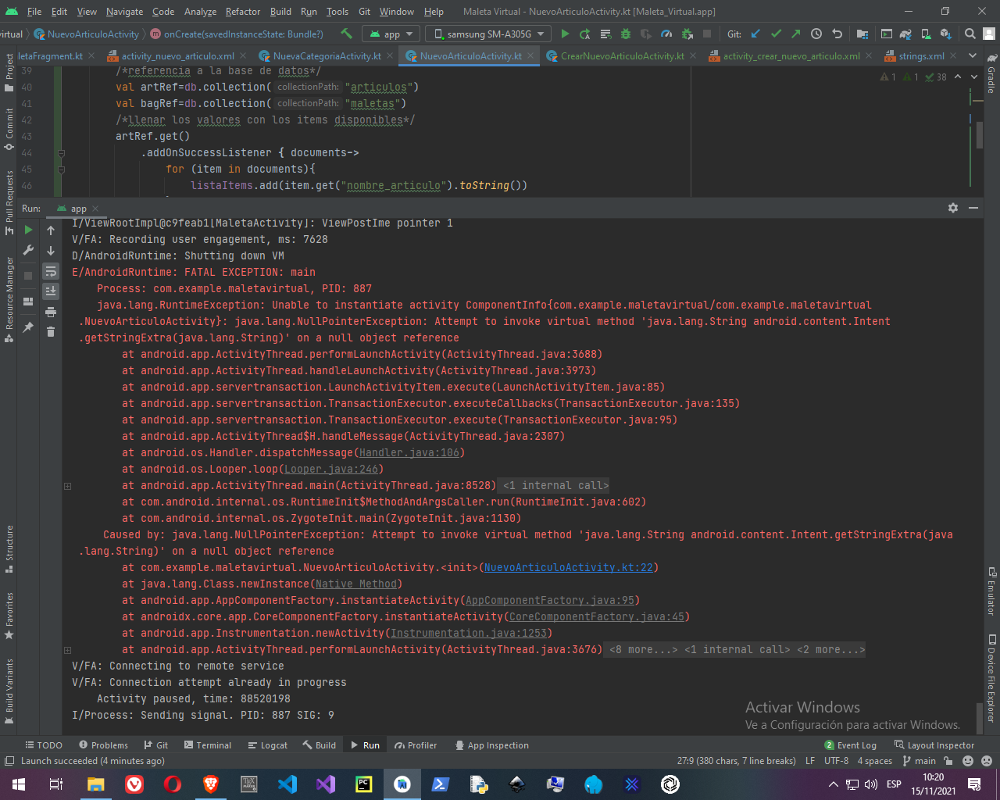 File Edit View Navigate Code Analyze Refactor Build Run Tools Git Window Help Maleta Virtual - NuevoArticuloActivity.kt [Maleta_Virtual.app]
irtual NuevoArticuloActivity onCreate(savedInstanceState: Bundle?) app samsung SM-A305G Git:
letaFragment.kt activity_nuevo_articulo.xml NuevaCategoriaActivity.kt NuevoArticuloActivity.kt CrearNuevoArticuloActivity.kt activity_crear_nuevo_articulo.xml strings.xml
39 /*referencia a la base de datos*/
1 1 38
40 val artRef=db.collection( collectionPath: "articulos")
41 val bagRef=db.collection( collectionPath: "maletas")
42 /*llenar los valores con los items disponibles*/
43 artRef.get()
44 .addOnSuccessListener { documents->
45 for (item in documents){
46 listaItems.add(item.get("nombre_articulo").toString())
Run: app
I/ViewRootImpl@c9feab1[MaletaActivity]: ViewPostIme pointer 1
V/FA: Recording user engagement, ms: 7628
D/AndroidRuntime: Shutting down VM
E/AndroidRuntime: FATAL EXCEPTION: main
Process: com.example.maletavirtual, PID: 887
java.lang.RuntimeException: Unable to instantiate activity ComponentInfo{com.example.maletavirtual/com.example.maletavirtual
.NuevoArticuloActivity}: java.lang.NullPointerException: Attempt to invoke virtual method 'java.lang.String android.content.Intent
.getStringExtra(java.lang.String)' on a null object reference
at android.app.ActivityThread.performLaunchActivity(ActivityThread.java:3688)
at android.app.ActivityThread.handleLaunchActivity(ActivityThread.java:3973)
at android.app.servertransaction.LaunchActivityItem.execute(LaunchActivityItem.java:85)
at android.app.servertransaction.TransactionExecutor.executeCallbacks(TransactionExecutor.java:135)
at android.app.servertransaction.TransactionExecutor.execute(TransactionExecutor.java:95)
at android.app.ActivityThread$H.handleMessage(ActivityThread.java:2307)
at android.os.Handler.dispatchMessage(Handler.java:106)
at android.os.Looper.loop(Looper.java:246)
at android.app.ActivityThread.main(ActivityThread.java:8528) <1 internal call>
at com.android.internal.os.RuntimeInit$MethodAndArgsCaller.run(RuntimeInit.java:602)
at com.android.internal.os.ZygoteInit.main(ZygoteInit.java:1130)
Caused by: java.lang.NullPointerException: Attempt to invoke virtual method 'java.lang.String android.content.Intent.getStringExtra(java
.lang.String)' on a null object reference
at com.example.maletavirtual.NuevoArticuloActivity.<init>(NuevoArticuloActivity.kt:22)
at java.lang.Class.newInstance(Native Method)
at android.app.AppComponentFactory.instantiateActivity(AppComponentFactory.java:95)
at androidx.core.app.CoreComponentFactory.instantiateActivity(CoreComponentFactory.java:45)
at android.app.Instrumentation.newActivity(Instrumentation.java:1253)
at android.app.ActivityThread.performLaunchActivity(ActivityThread.java:3676) <8 more...> <1 internal call> <2 more...>
V/FA: Connecting to remote service
V/FA: Connection attempt already in progress
Activity paused, time: 88520198
I/Process: Sending signal. PID: 887 SIG: 9
Activar Windows
Ve a Configuración para activar Windows.
Project
Commit
Pull Requests
Resource Manager
Structure
Favorites
Build Variants
Gradle
Emulator
Device File Explorer
TODO Problems Git Terminal Logcat Build Run Profiler App Inspection 2 Event Log Layout Inspector
Launch succeeded (4 minutes ago) 27:9 (380 chars, 7 line breaks) LF UTF-8 4 spaces main
TEX MAKER PC ESP 10:20
15/11/2021